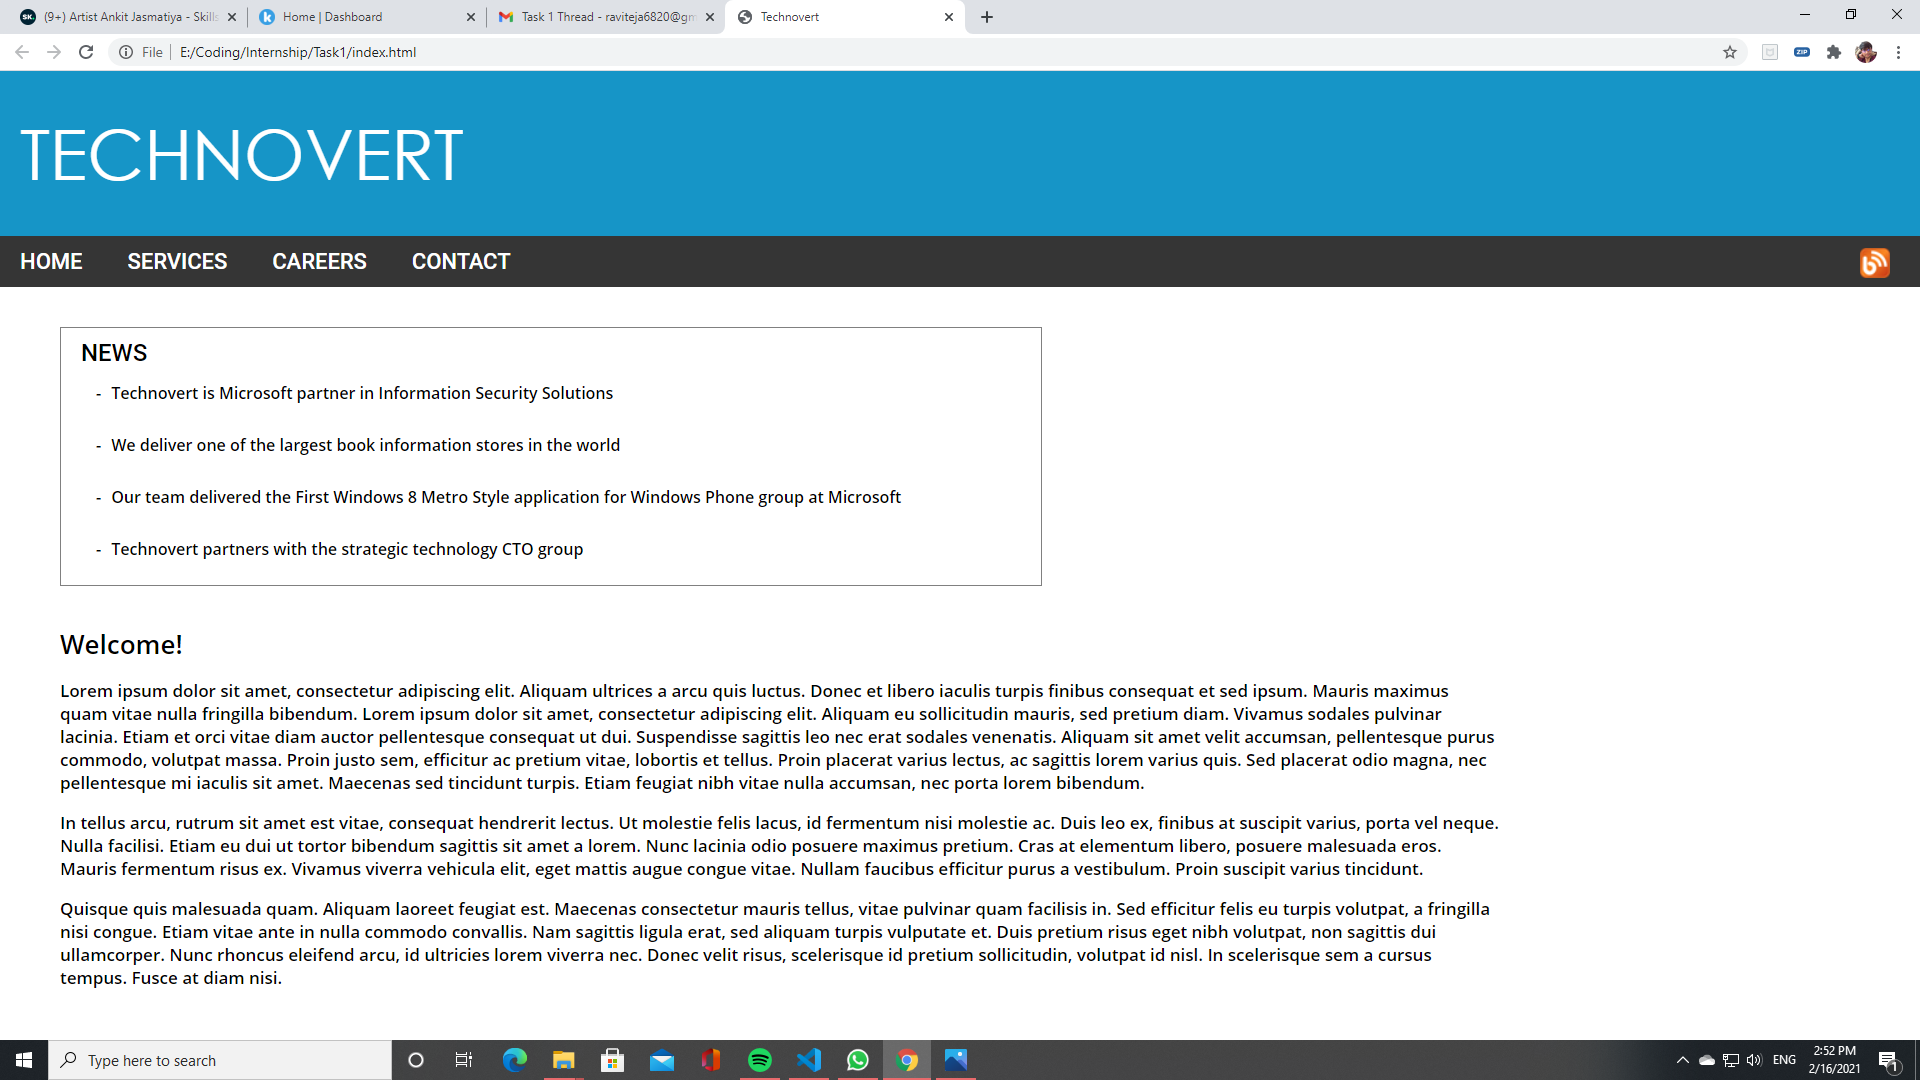 (9+) Artist Ankit Jasmatiya - Skills
Home | Dashboard
Task 1 Thread - raviteja6820@gm
Technovert
File
E:/Coding/Internship/Task1/index.html
ZIP
TECHNOVERT
HOME SERVICES CAREERS CONTACT
NEWS
- Technovert is Microsoft partner in Information Security Solutions
- We deliver one of the largest book information stores in the world
- Our team delivered the First Windows 8 Metro Style application for Windows Phone group at Microsoft
- Technovert partners with the strategic technology CTO group
Welcome!
Lorem ipsum dolor sit amet, consectetur adipiscing elit. Aliquam ultrices a arcu quis luctus. Donec et libero iaculis turpis finibus consequat et sed ipsum. Mauris maximus
quam vitae nulla fringilla bibendum. Lorem ipsum dolor sit amet, consectetur adipiscing elit. Aliquam eu sollicitudin mauris, sed pretium diam. Vivamus sodales pulvinar
lacinia. Etiam et orci vitae diam auctor pellentesque consequat ut dui. Suspendisse sagittis leo nec erat sodales venenatis. Aliquam sit amet velit accumsan, pellentesque purus
commodo, volutpat massa. Proin justo sem, efficitur ac pretium vitae, lobortis et tellus. Proin placerat varius lectus, ac sagittis lorem varius quis. Sed placerat odio magna, nec
pellentesque mi iaculis sit amet. Maecenas sed tincidunt turpis. Etiam feugiat nibh vitae nulla accumsan, nec porta lorem bibendum.
In tellus arcu, rutrum sit amet est vitae, consequat hendrerit lectus. Ut molestie felis lacus, id fermentum nisi molestie ac. Duis leo ex, finibus at suscipit varius, porta vel neque.
Nulla facilisi. Etiam eu dui ut tortor bibendum sagittis sit amet a lorem. Nunc lacinia odio posuere maximus pretium. Cras at elementum libero, posuere malesuada eros.
Mauris fermentum risus ex. Vivamus viverra vehicula elit, eget mattis augue congue vitae. Nullam faucibus efficitur purus a vestibulum. Proin suscipit varius tincidunt.
Quisque quis malesuada quam. Aliquam laoreet feugiat est. Maecenas consectetur mauris tellus, vitae pulvinar quam facilisis in. Sed efficitur felis eu turpis volutpat, a fringilla
nisi congue. Etiam vitae ante in nulla commodo convallis. Nam sagittis ligula erat, sed aliquam turpis vulputate et. Duis pretium risus eget nibh volutpat, non sagittis dui
ullamcorper. Nunc rhoncus eleifend arcu, id ultricies lorem viverra nec. Donec velit risus, scelerisque id pretium sollicitudin, volutpat id nisl. In scelerisque sem a cursus
tempus. Fusce at diam nisi.
Type here to search
ENG
2:52 PM
2/16/2021
1